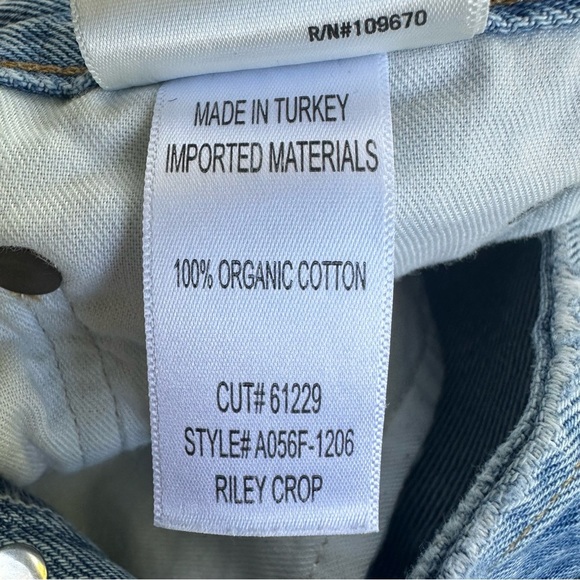 R/N#109670
MADE IN TURKEY
IMPORTED MATERIALS
100% ORGANIC COTTON
CUT# 61229
STYLE# A056F-1206
RILEY CROP